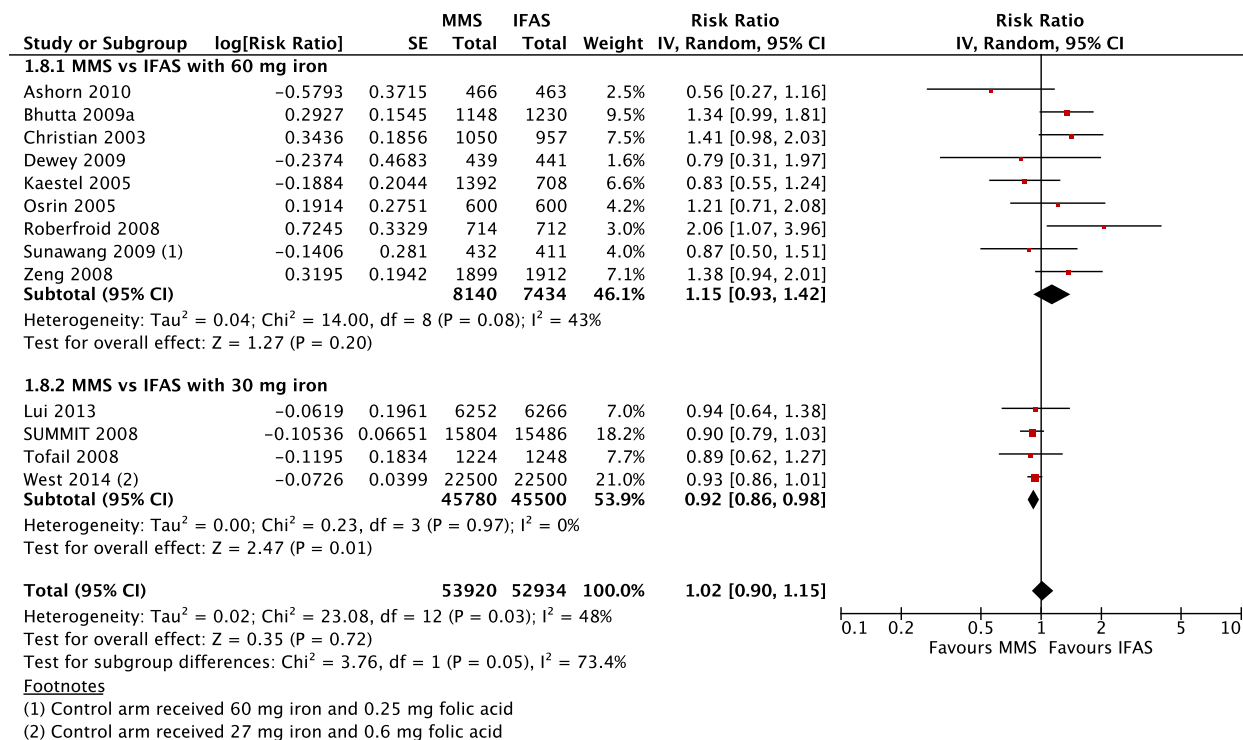 MMS IFAS Risk Ratio Risk Ratio
Study or Subgroup log[Risk Ratio] SE Total Total Weight IV, Random, 95% CI IV, Random, 95% CI
1.8.1 MMS vs IFAS with 60 mg iron
Ashorn 2010 −0.5793 0.3715 466 463 2.5% 0.56 [0.27, 1.16]
Bhutta 2009a 0.2927 0.1545 1148 1230 9.5% 1.34 [0.99, 1.81]
Christian 2003 0.3436 0.1856 1050 957 7.5% 1.41 [0.98, 2.03]
Dewey 2009 −0.2374 0.4683 439 441 1.6% 0.79 [0.31, 1.97]
Kaestel 2005 −0.1884 0.2044 1392 708 6.6% 0.83 [0.55, 1.24]
Osrin 2005 0.1914 0.2751 600 600 4.2% 1.21 [0.71, 2.08]
Roberfroid 2008 0.7245 0.3329 714 712 3.0% 2.06 [1.07, 3.96]
Sunawang 2009 (1) −0.1406 0.281 432 411 4.0% 0.87 [0.50, 1.51]
Zeng 2008 0.3195 0.1942 1899 1912 7.1% 1.38 [0.94, 2.01]
Subtotal (95% CI) 8140 7434 46.1% 1.15 [0.93, 1.42]
Heterogeneity: Tau² = 0.04; Chi² = 14.00, df = 8 (P = 0.08); I² = 43%
Test for overall effect: Z = 1.27 (P = 0.20)
1.8.2 MMS vs IFAS with 30 mg iron
Lui 2013 −0.0619 0.1961 6252 6266 7.0% 0.94 [0.64, 1.38]
SUMMIT 2008 −0.10536 0.06651 15804 15486 18.2% 0.90 [0.79, 1.03]
Tofail 2008 −0.1195 0.1834 1224 1248 7.7% 0.89 [0.62, 1.27]
West 2014 (2) −0.0726 0.0399 22500 22500 21.0% 0.93 [0.86, 1.01]
Subtotal (95% CI) 45780 45500 53.9% 0.92 [0.86, 0.98]
Heterogeneity: Tau² = 0.00; Chi² = 0.23, df = 3 (P = 0.97); I² = 0%
Test for overall effect: Z = 2.47 (P = 0.01)
Total (95% CI) 53920 52934 100.0% 1.02 [0.90, 1.15]
Heterogeneity: Tau² = 0.02; Chi² = 23.08, df = 12 (P = 0.03); I² = 48%
Test for overall effect: Z = 0.35 (P = 0.72)
Test for subgroup differences: Chi² = 3.76, df = 1 (P = 0.05), I² = 73.4%
0.1 0.2 0.5 1 2 5 10
Favours MMS Favours IFAS
Footnotes
(1) Control arm received 60 mg iron and 0.25 mg folic acid
(2) Control arm received 27 mg iron and 0.6 mg folic acid